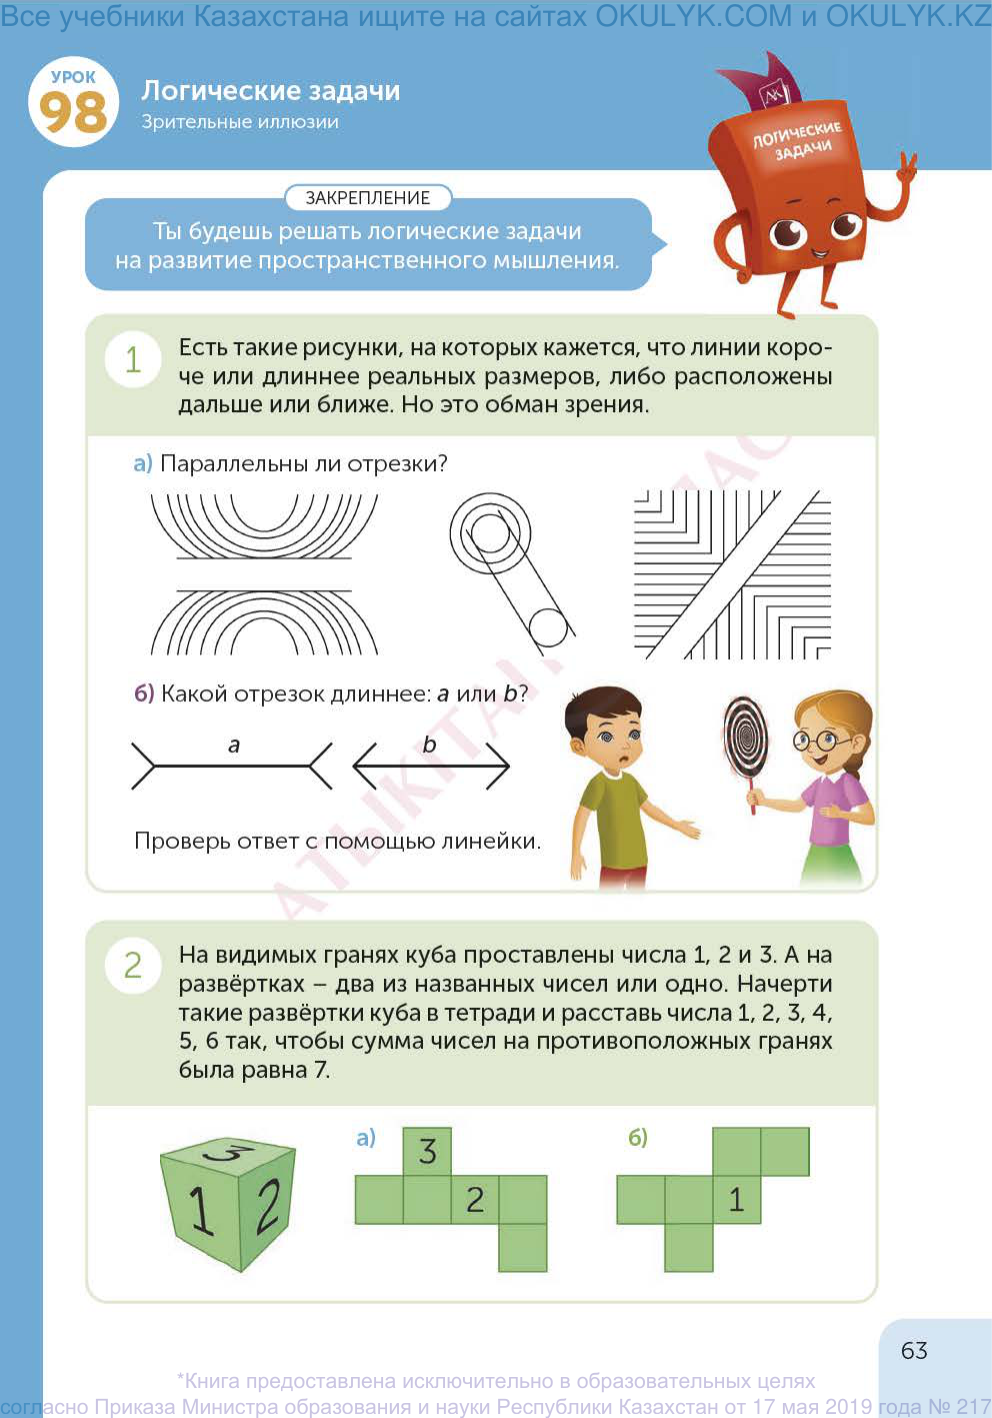 Все учебники Казахстана ищите на сайтах OKULYK.COM и OKULYK.KZ
УРОК
98
Логические задачи
Зрительные иллюзии
ЛОГИЧЕСКИЕ
ЗАДАЧИ
ЗАКРЕПЛЕНИЕ
Ты будешь решать логические задачи
на развитие пространственного мышления.
1
Есть такие рисунки, на которых кажется, что линии коро-
че или длиннее реальных размеров, либо расположены
дальше или ближе. Но это обман зрения.
а) Параллельны ли отрезки?
б) Какой отрезок длиннее: a или b?
a
b
Проверь ответ с помощью линейки.
2
На видимых гранях куба проставлены числа 1, 2 и 3. А на
развёртках – два из названных чисел или одно. Начерти
такие развёртки куба в тетради и расставь числа 1, 2, 3, 4,
5, 6 так, чтобы сумма чисел на противоположных гранях
была равна 7.
3
1 2
а)
3
2
б)
1
63
*Книга предоставлена исключительно в образовательных целях
согласно Приказа Министра образования и науки Республики Казахстан от 17 мая 2019 года № 217